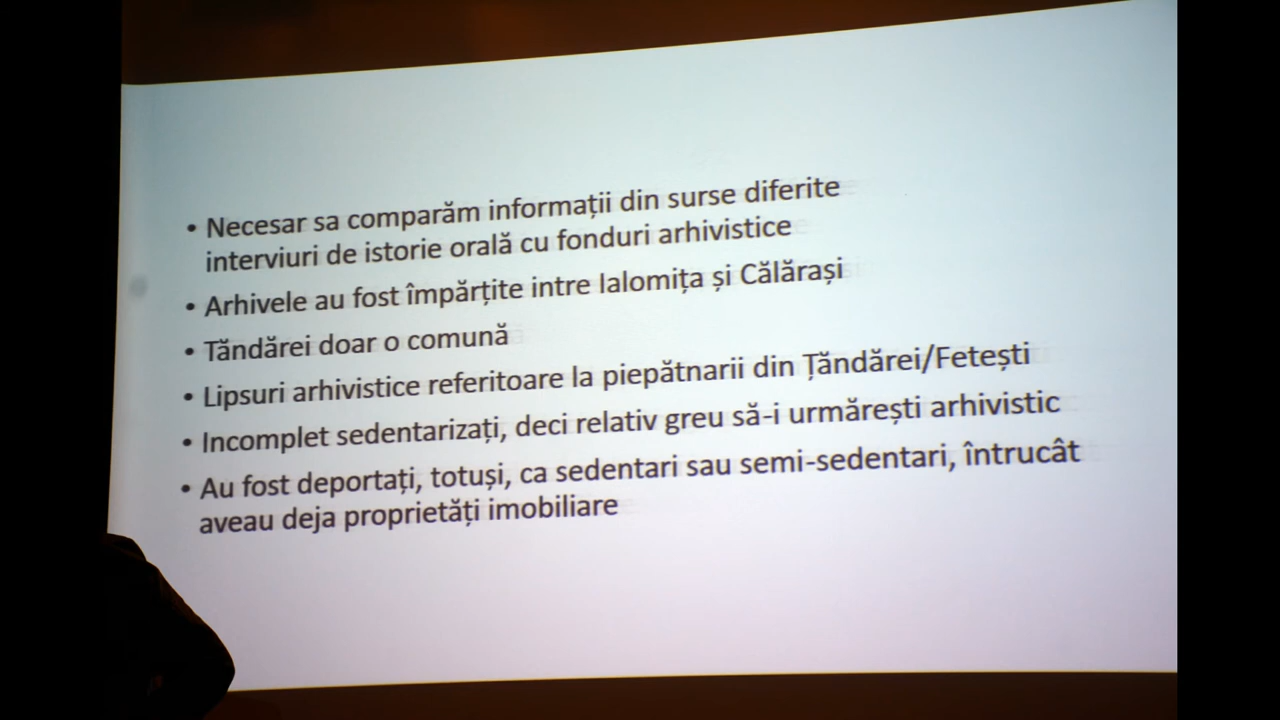 • Necesar sa comparăm informații din surse diferite
interviuri de istorie orală cu fonduri arhivistice
• Arhivele au fost împărțite intre Ialomița și Călărași
• Tăndărei doar o comună
• Lipsuri arhivistice referitoare la piepătnarii din Țăndărei/Fetești
• Incomplet sedentarizați, deci relativ greu să-i urmărești arhivistic
• Au fost deportați, totuși, ca sedentari sau semi-sedentari, întrucât
aveau deja proprietăți imobiliare